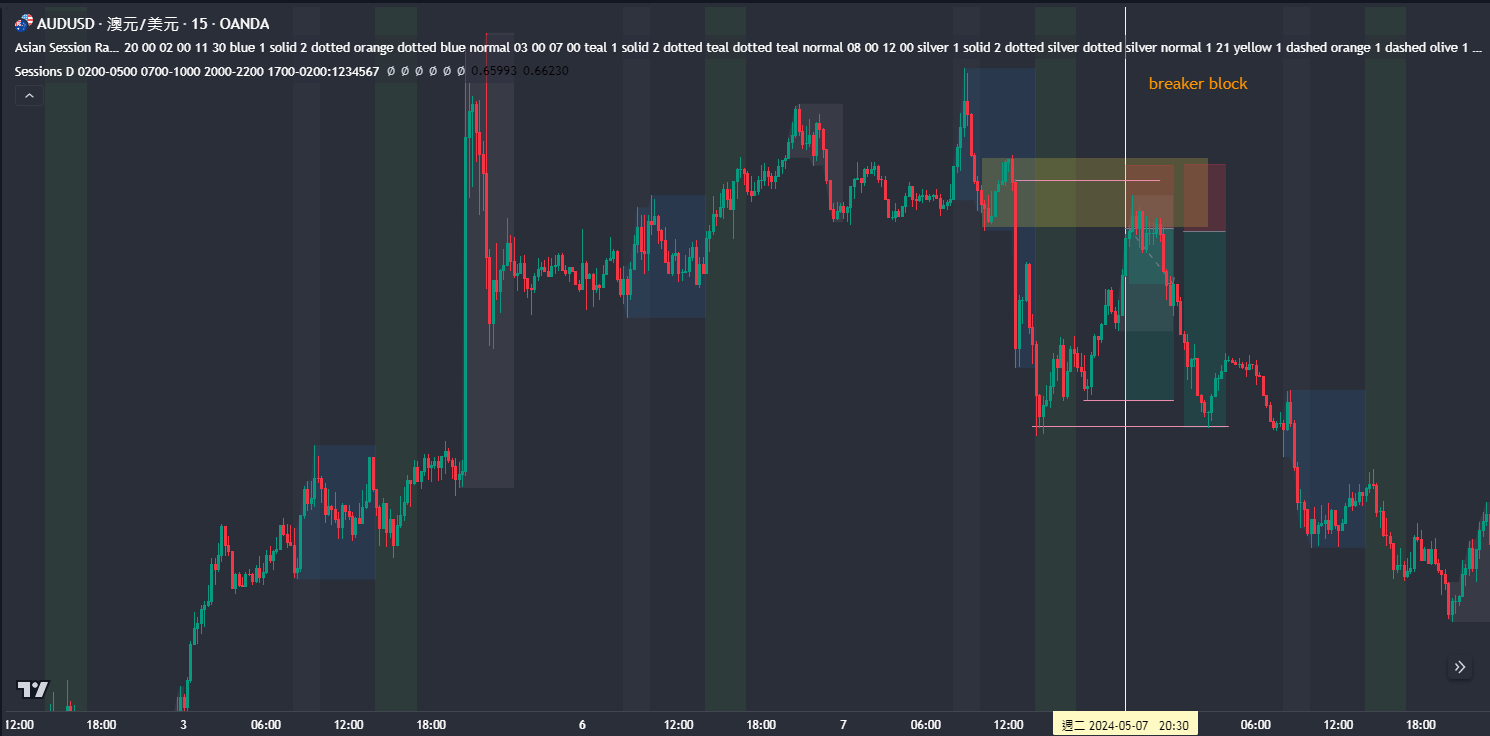 AUDUSD · 澳元/美元 · 15 · OANDA
Asian Session Ra... 20 00 02 00 11 30 blue 1 solid 2 dotted orange dotted blue normal 03 00 07 00 teal 1 solid 2 dotted teal dotted teal normal 08 00 12 00 silver 1 solid 2 dotted silver dotted silver normal 1 21 yellow 1 dashed orange 1 dashed olive 1 ...
Sessions D 0200-0500 0700-1000 2000-2200 1700-0200:1234567 Ø Ø Ø Ø Ø Ø 0.65993 0.66230
breaker block
12:00 18:00 3 06:00 12:00 18:00 6 12:00 18:00 7 06:00 12:00 週二 2024-05-07 20:30 06:00 12:00 18:00